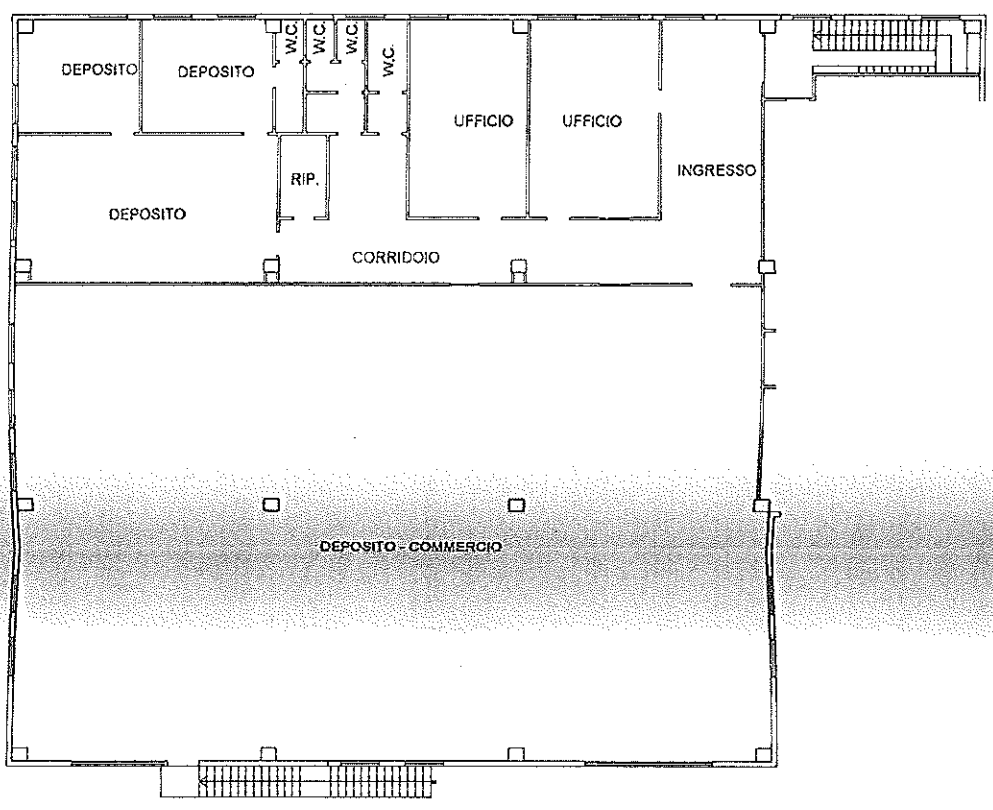 W.C.
W.C.
W.C.
W.C.
DEPOSITO
DEPOSITO
UFFICIO
UFFICIO
INGRESSO
RIP.
DEPOSITO
CORRIDOIO
DEPOSITO - COMMERCIO